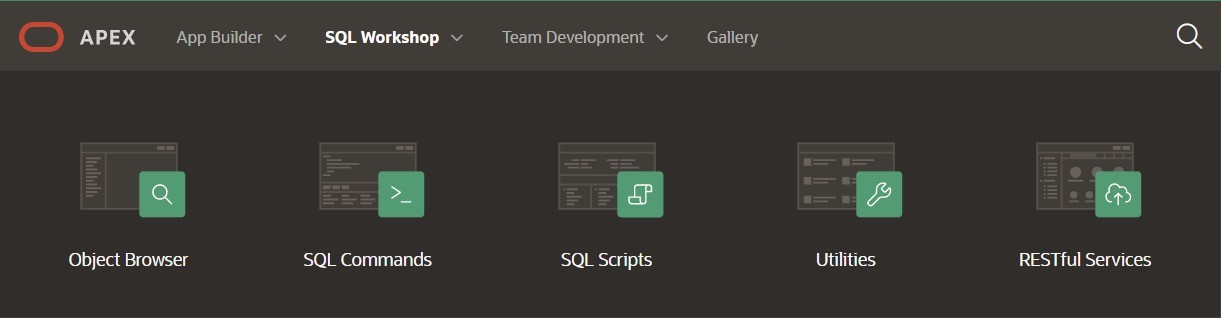 APEX App Builder SQL Workshop Team Development Gallery
Object Browser SQL Commands SQL Scripts Utilities RESTful Services